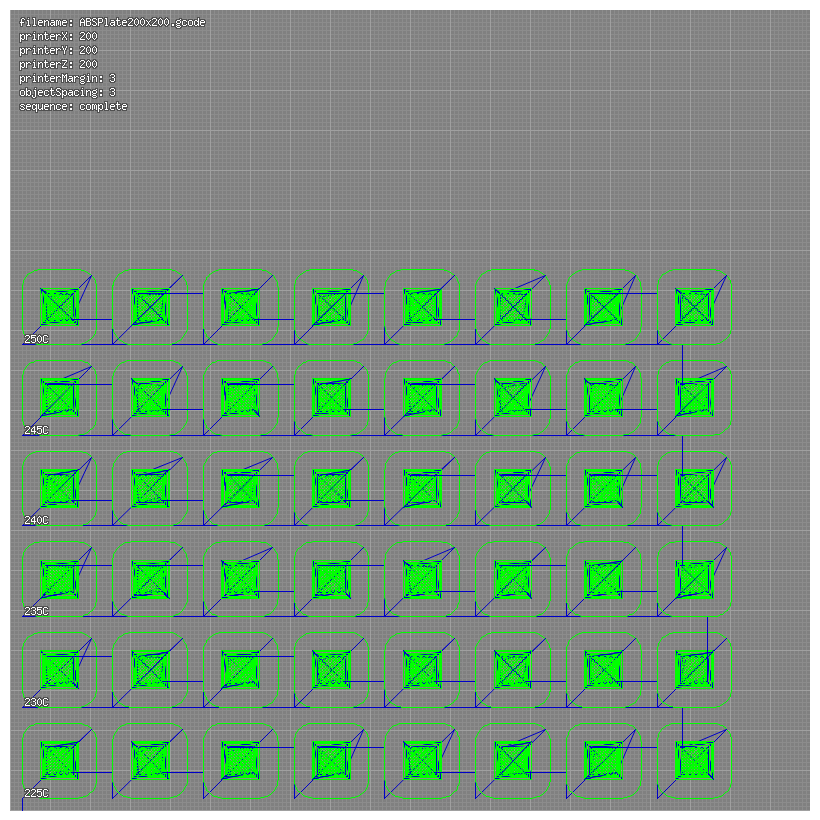 filename: ABSPlate200x200.gcode
printerX: 200
printerY: 200
printerZ: 200
printerMargin: 3
objectSpacing: 3
sequence: complete
250C
245C
240C
235C
230C
225C